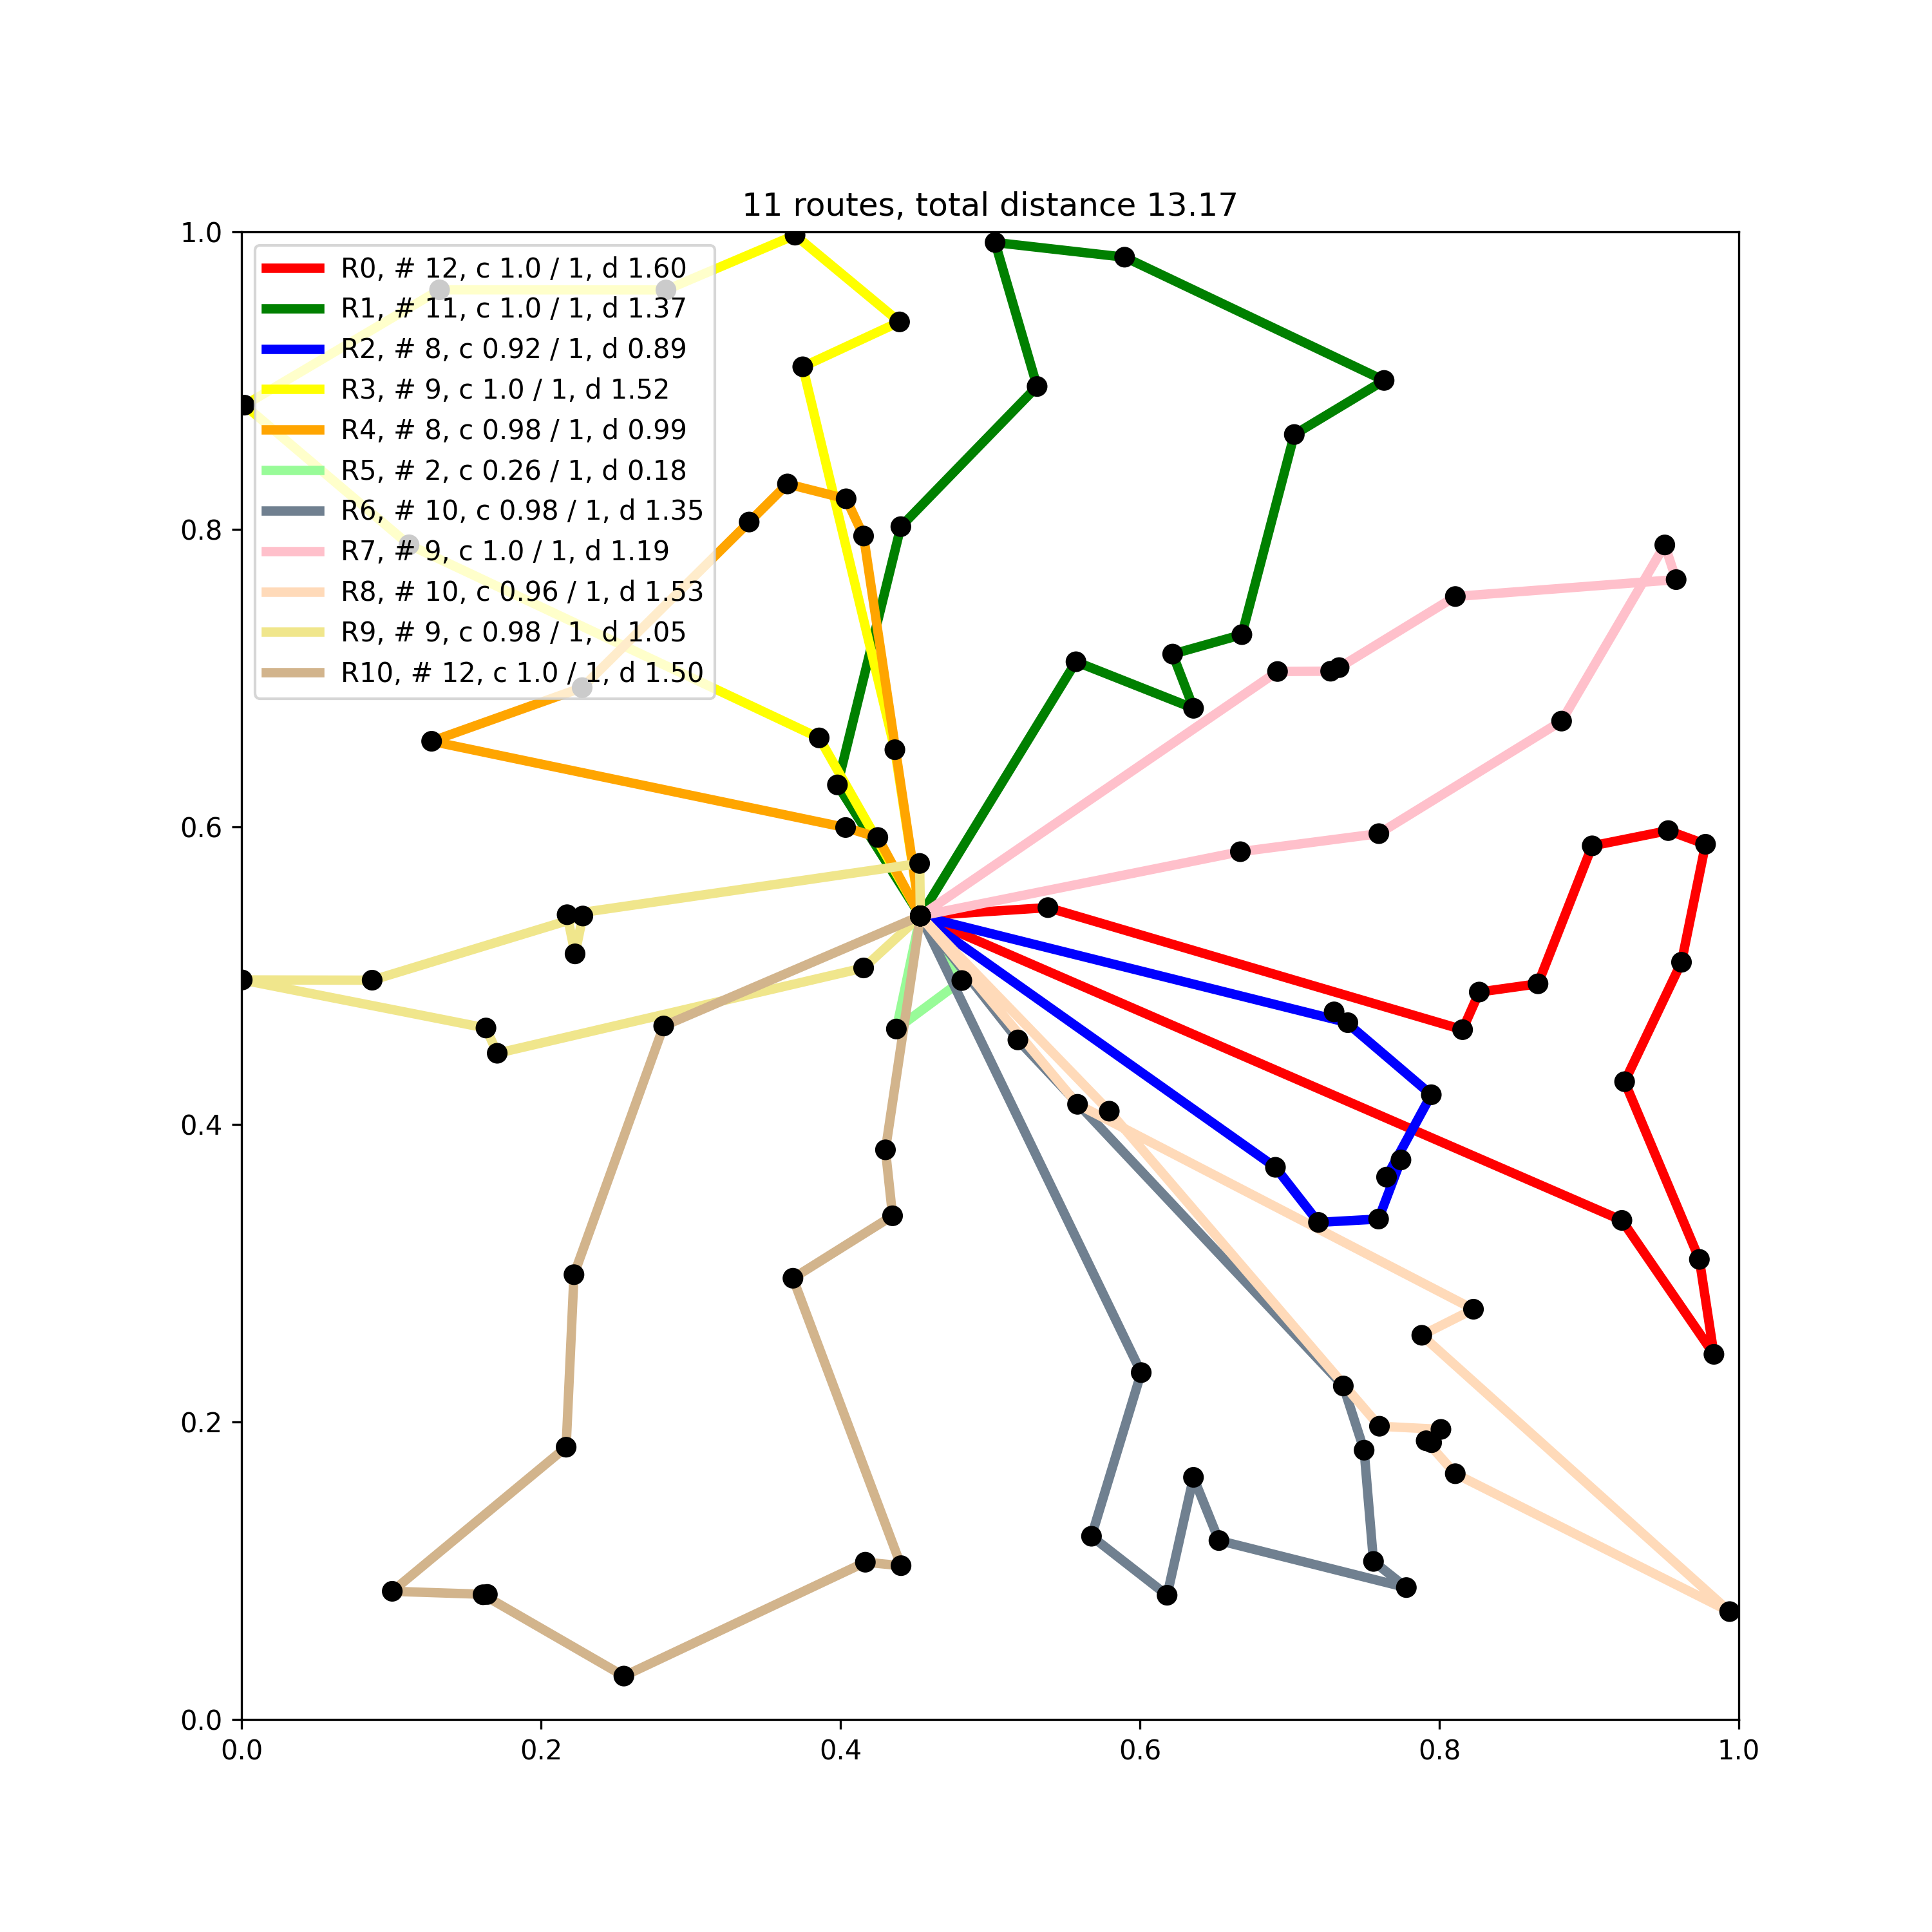 11 routes, total distance 13.17
1.0
R0, # 12, c 1.0 / 1, d 1.60
R1, # 11, c 1.0 / 1, d 1.37
R2, # 8, c 0.92 / 1, d 0.89
R3, # 9, c 1.0 / 1, d 1.52
R4, # 8, c 0.98 / 1, d 0.99
R5, # 2, c 0.26 / 1, d 0.18
R6, # 10, c 0.98 / 1, d 1.35
0.8
R7, # 9, c 1.0 / 1, d 1.19
R8, # 10, c 0.96 / 1, d 1.53
R9, # 9, c 0.98 / 1, d 1.05
R10, # 12, c 1.0 / 1, d 1.50
0.6
0.4
0.2
0.0
0.0 0.2 0.4 0.6 0.8 1.0